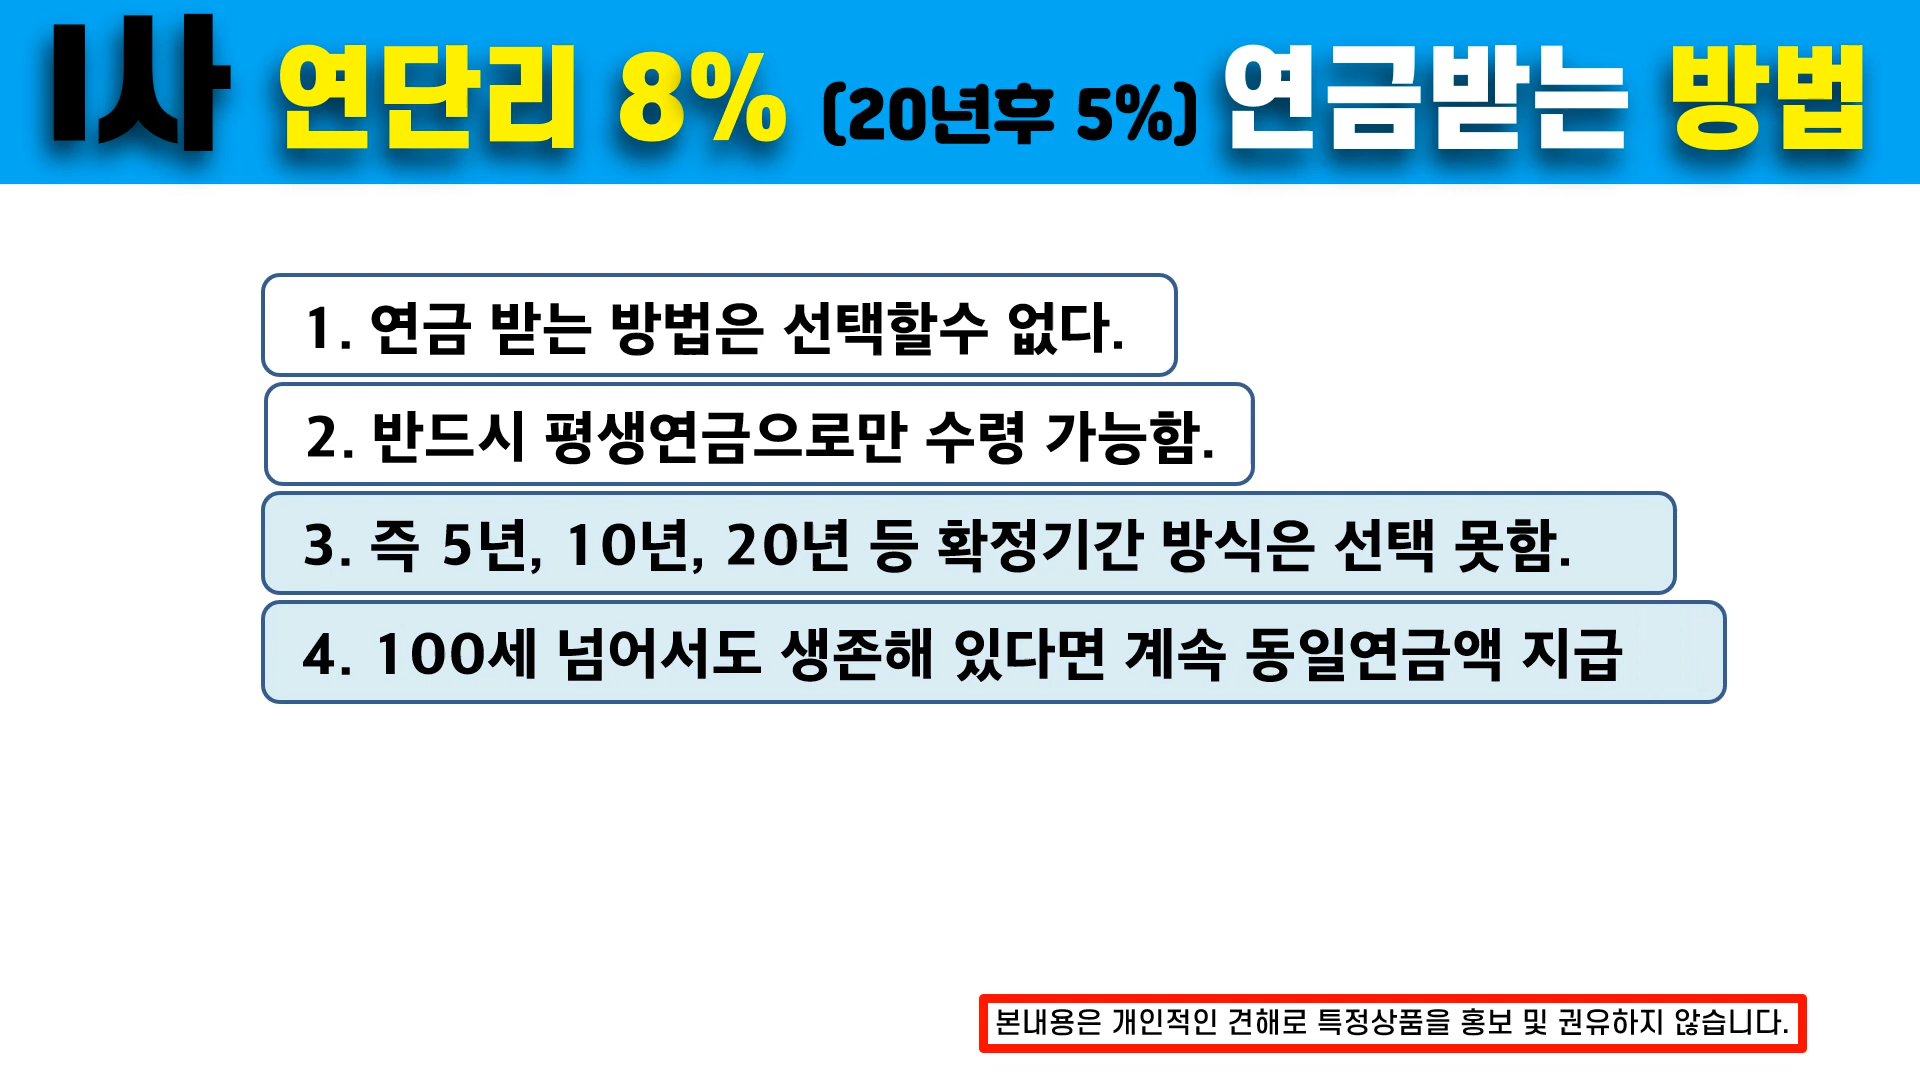 I사 연단리 8% (20년후 5%) 연금받는 방법
1. 연금 받는 방법은 선택할수 없다.
2. 반드시 평생연금으로만 수령 가능함.
3. 즉 5년, 10년, 20년 등 확정기간 방식은 선택 못함.
4. 100세 넘어서도 생존해 있다면 계속 동일연금액 지급
본내용은 개인적인 견해로 특정상품을 홍보 및 권유하지 않습니다.